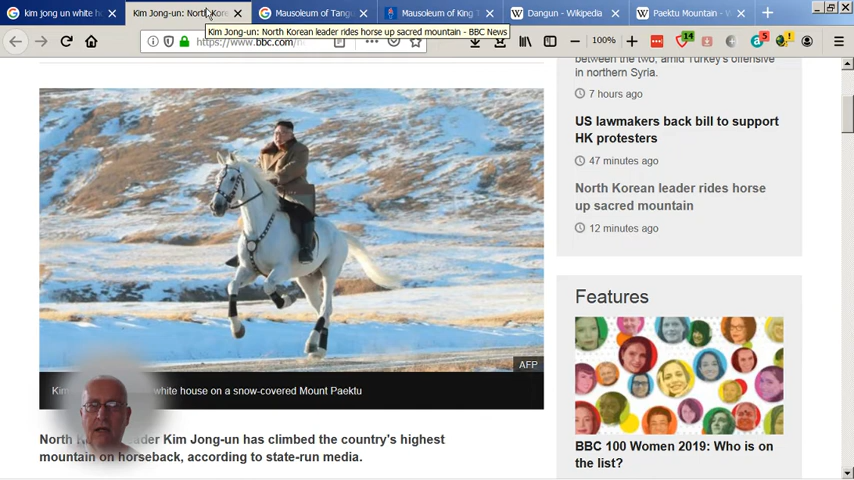 kim jong un white h
Kim Jong-un: North Kore
Mausoleum of Tang
Mausoleum of King T
Dangun - Wikipedia
Paektu Mountain - W
Kim Jong-un: North Korean leader rides horse up sacred mountain - BBC News
https://www.bbc.com/n
100%
14
5
1
between the two, amid Turkey's offensive
in northern Syria.
7 hours ago
US lawmakers back bill to support
HK protesters
47 minutes ago
North Korean leader rides horse
up sacred mountain
12 minutes ago
Features
AFP
Kim
white house on a snow-covered Mount Paektu
North
ader Kim Jong-un has climbed the country's highest
mountain on horseback, according to state-run media.
BBC 100 Women 2019: Who is on
the list?